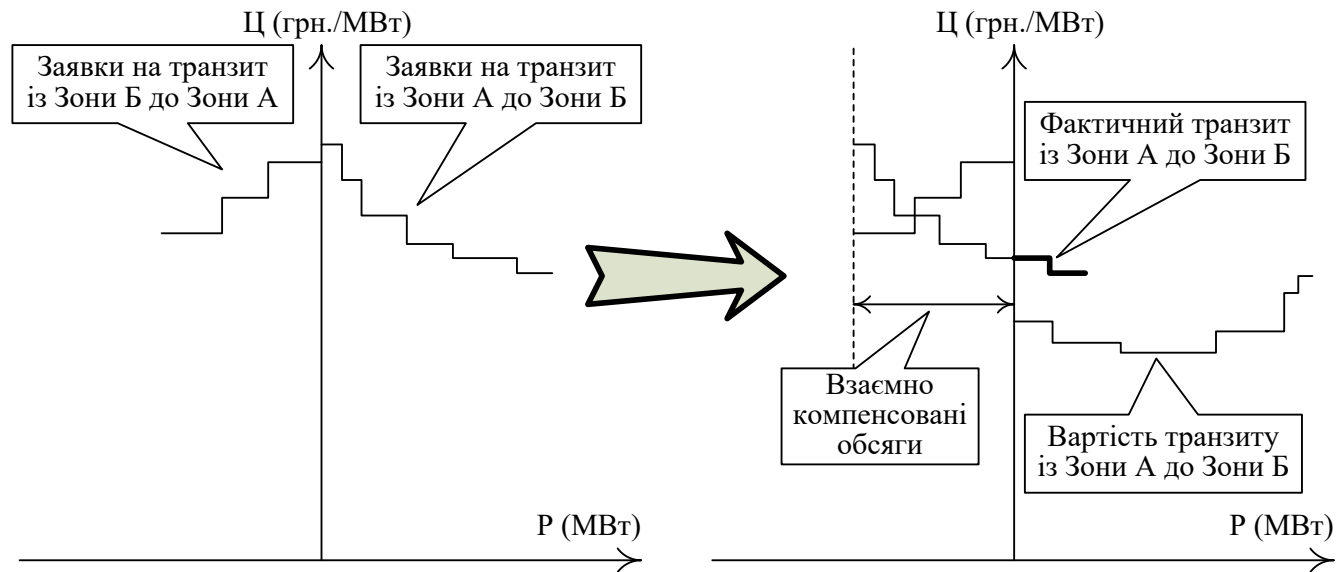 Ц (грн./МВт)
Заявки на транзит
із Зони Б до Зони А
Заявки на транзит
із Зони А до Зони Б
Р (МВт)
Ц (грн./МВт)
Фактичний транзит
із Зони А до Зони Б
Взаємно
компенсовані
обсяги
Вартість транзиту
із Зони А до Зони Б
Р (МВт)